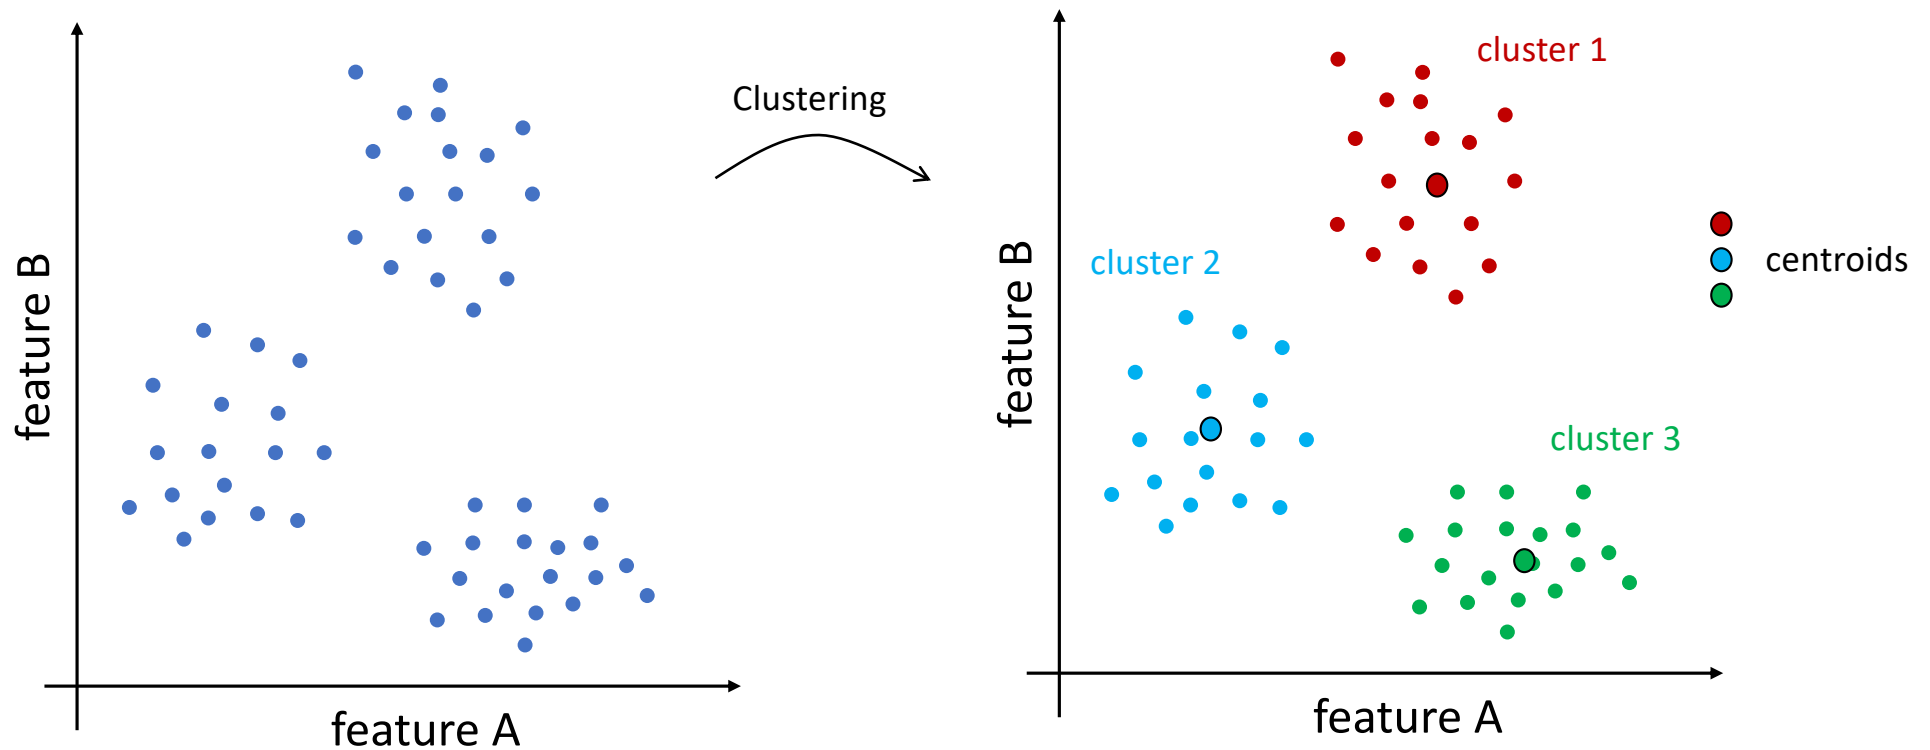 feature B
feature A
Clustering
cluster 1
cluster 2
cluster 3
feature B
feature A
centroids